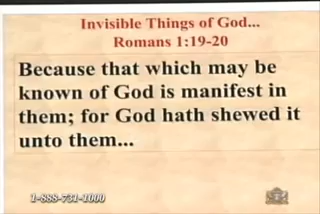 Invisible Things of God...
Romans 1:19-20
Because that which may be
known of God is manifest in
them; for God hath shewed it
unto them...
1-888-731-1000